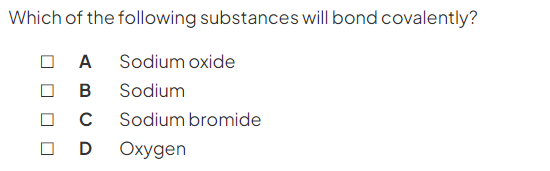 Which of the following substances will bond covalently?
A Sodium oxide
B Sodium
C Sodium bromide
D Oxygen